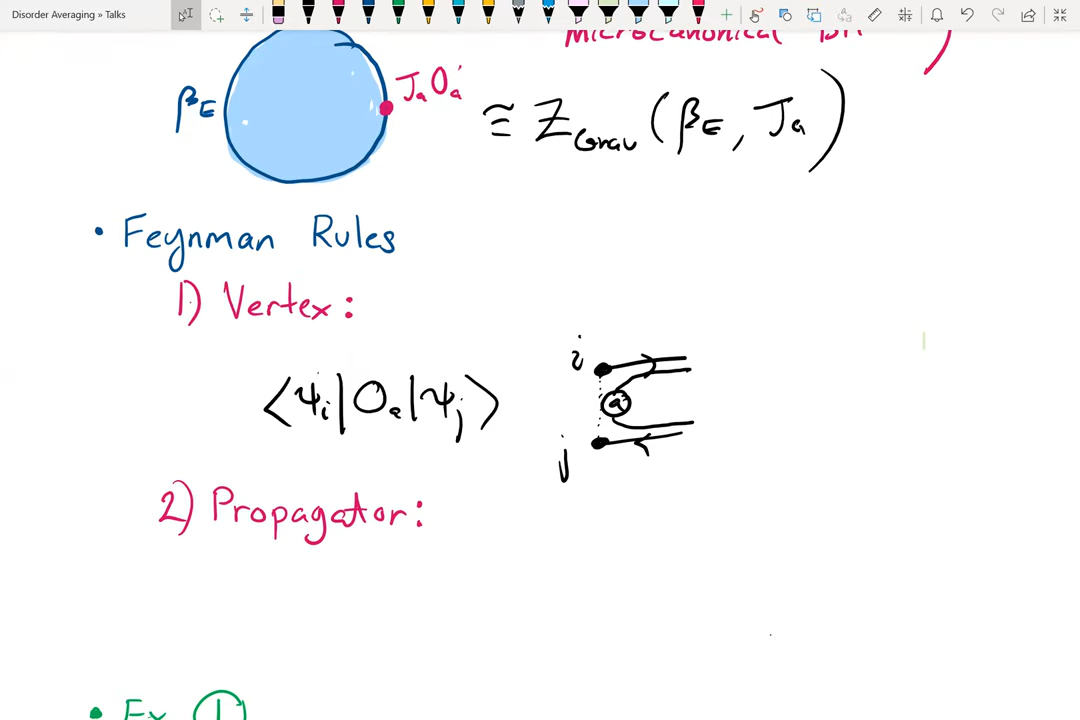 Disorder Averaging » Talks
Microcanonical
β_E
J_a O_a
≅ Z_Grav (β_E, J_a)
• Feynman Rules
1) Vertex:
⟨ψ_i|O_a|ψ_j⟩
i
a
j
2) Propagator:
• Ex 1